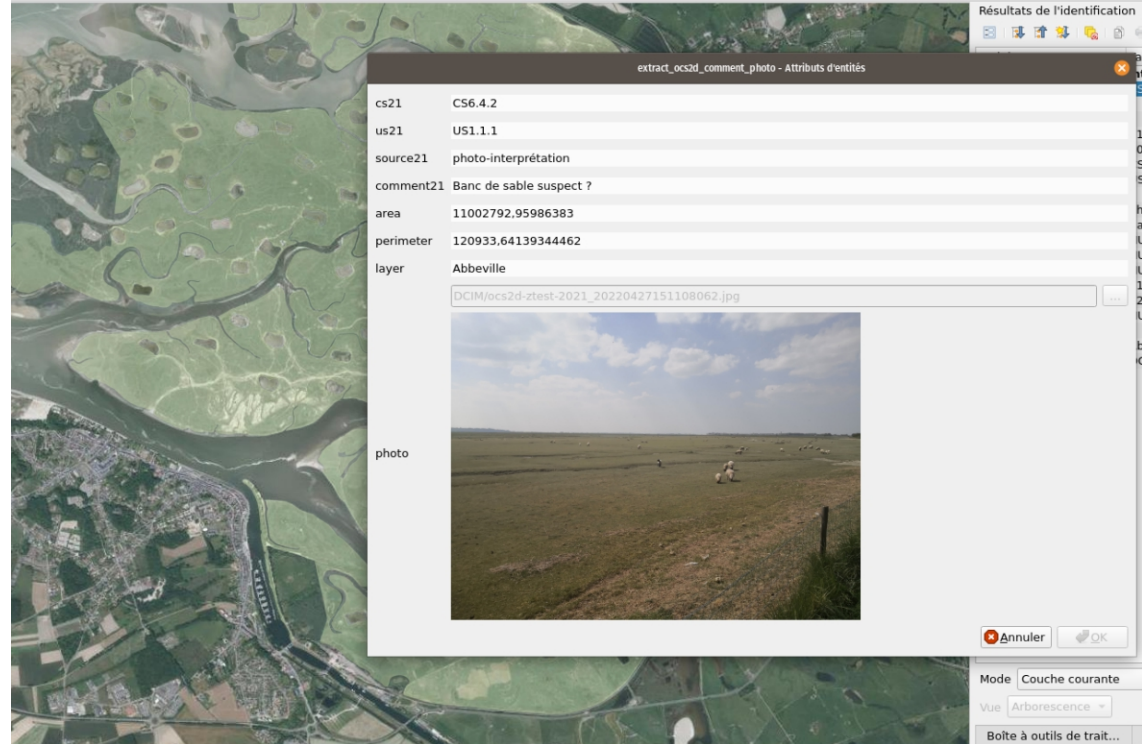 Résultats de l'identification
extract_ocs2d_comment_photo - Attributs d'entités
cs21 CS6.4.2
us21 US1.1.1
source21 photo-interprétation
comment21 Banc de sable suspect ?
area 11002792,95986383
perimeter 120933,64139344462
layer Abbeville
DCIM/ocs2d-ztest-2021_20220427151108062.jpg ...
photo
Annuler OK
Mode Couche courante
Vue Arborescence
Boîte à outils de trait...